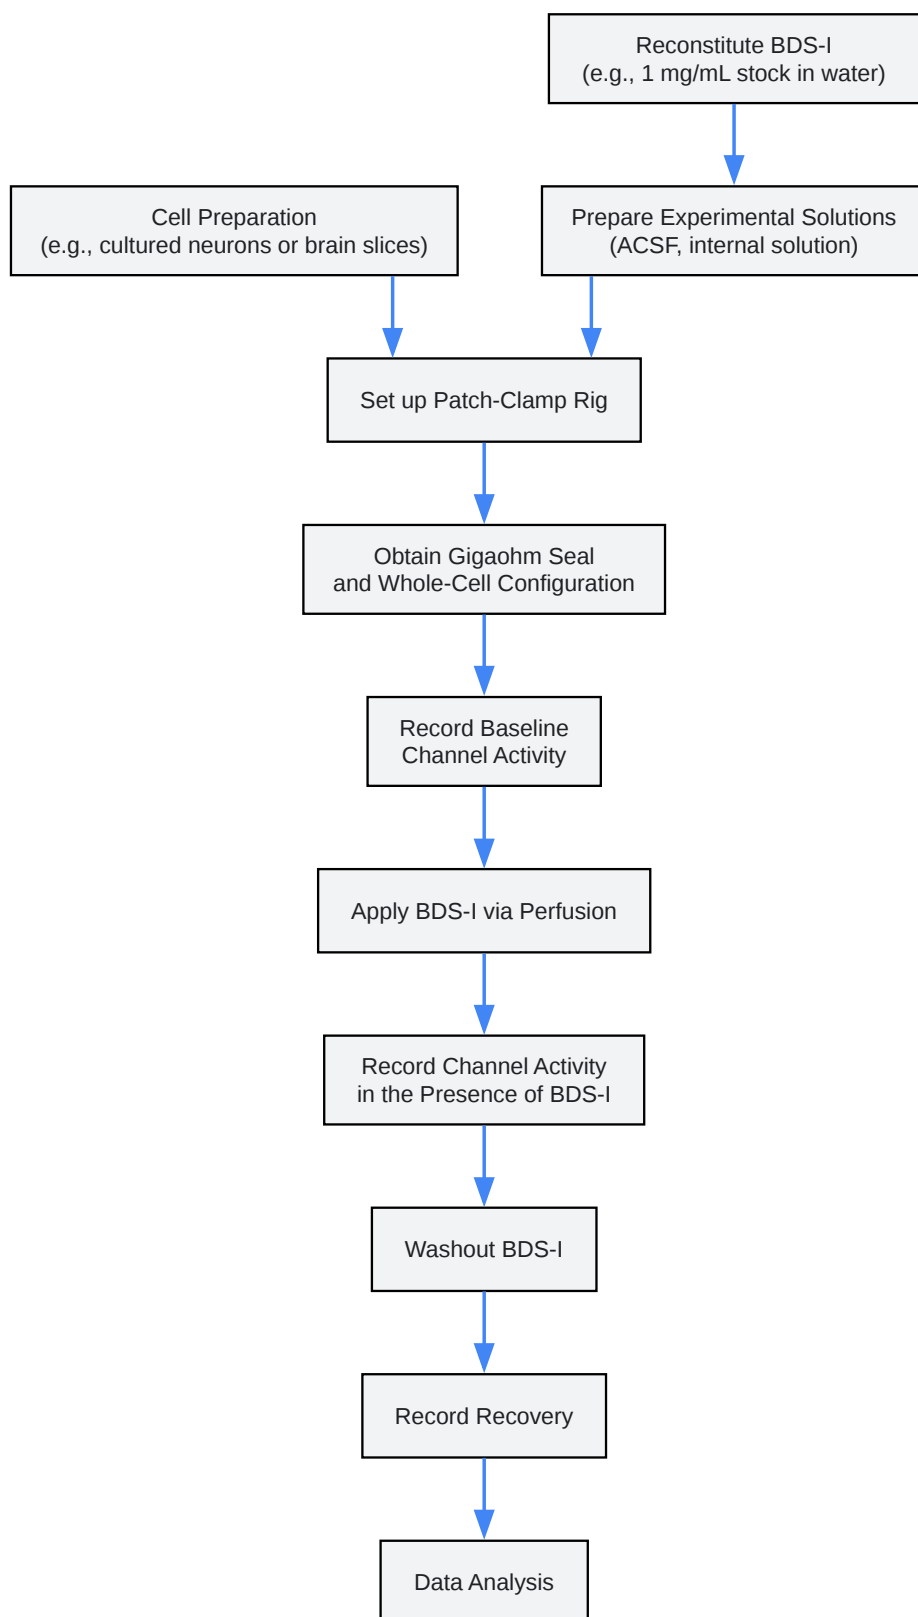 Reconstitute BDS-I
(e.g., 1 mg/mL stock in water)
Cell Preparation
(e.g., cultured neurons or brain slices)
Prepare Experimental Solutions
(ACSF, internal solution)
Set up Patch-Clamp Rig
Obtain Gigaohm Seal
and Whole-Cell Configuration
Record Baseline
Channel Activity
Apply BDS-I via Perfusion
Record Channel Activity
in the Presence of BDS-I
Washout BDS-I
Record Recovery
Data Analysis